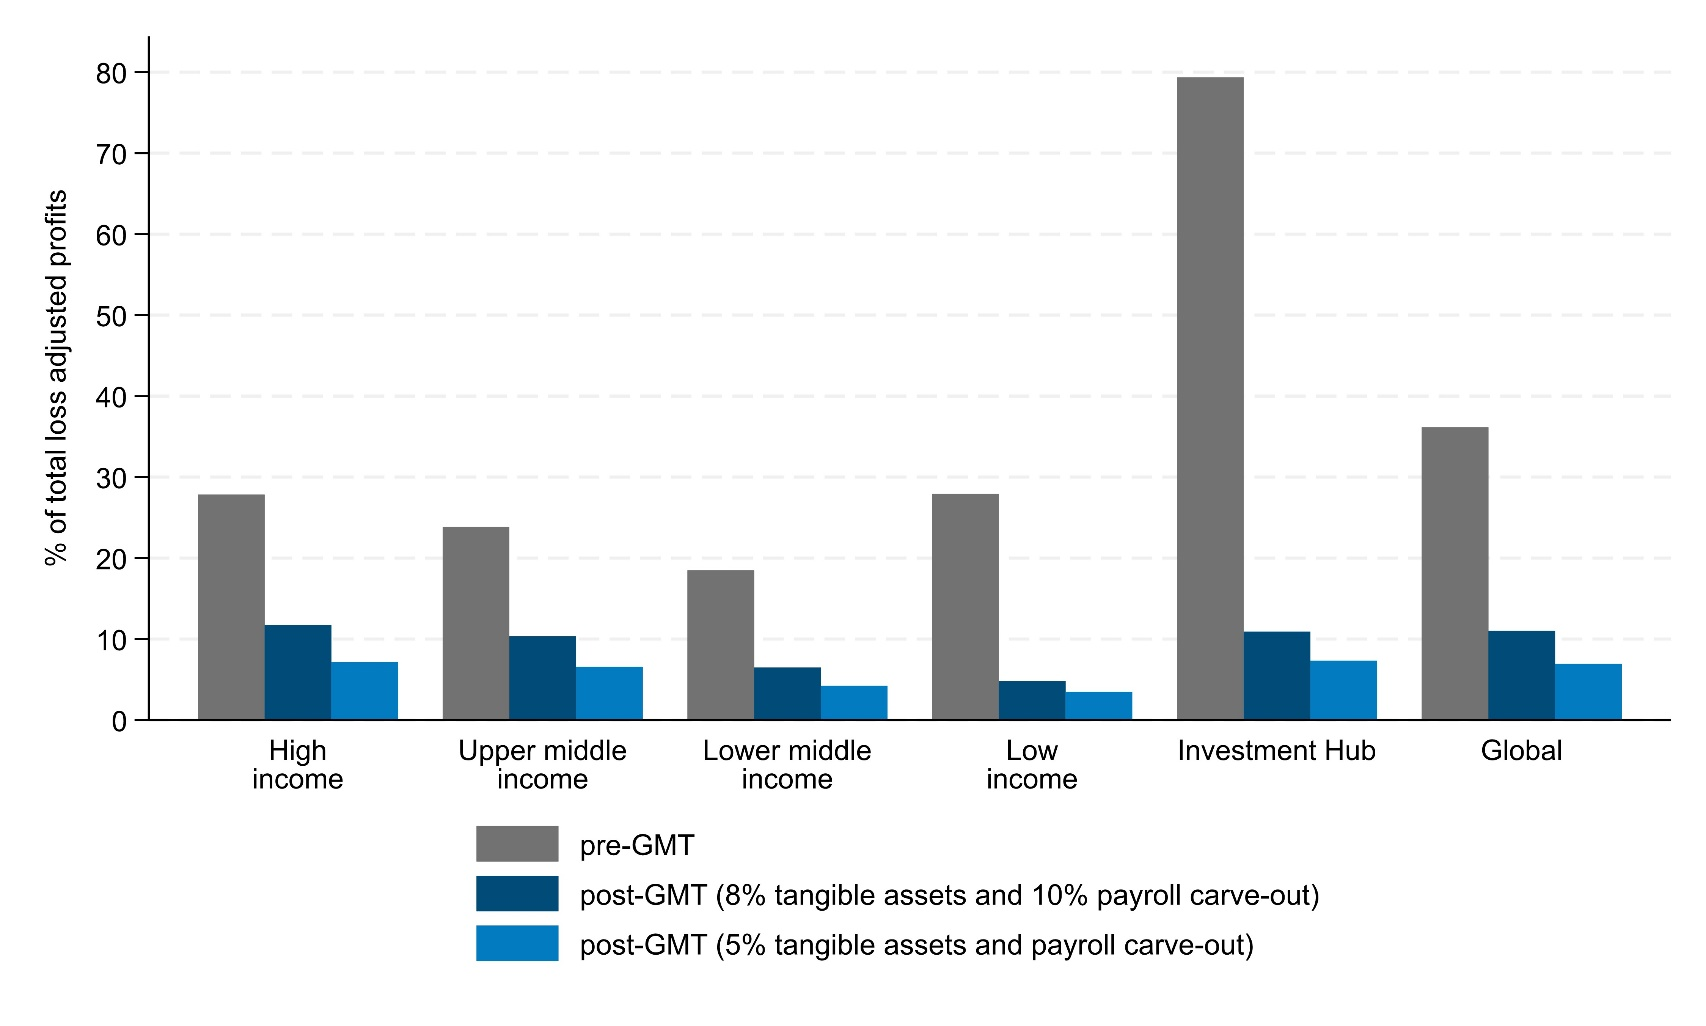 % of total loss adjusted profits
80
70
60
50
40
30
20
10
0
High
income
Upper middle
income
Lower middle
income
Low
income
Investment Hub
Global
pre-GMT
post-GMT (8% tangible assets and 10% payroll carve-out)
post-GMT (5% tangible assets and payroll carve-out)